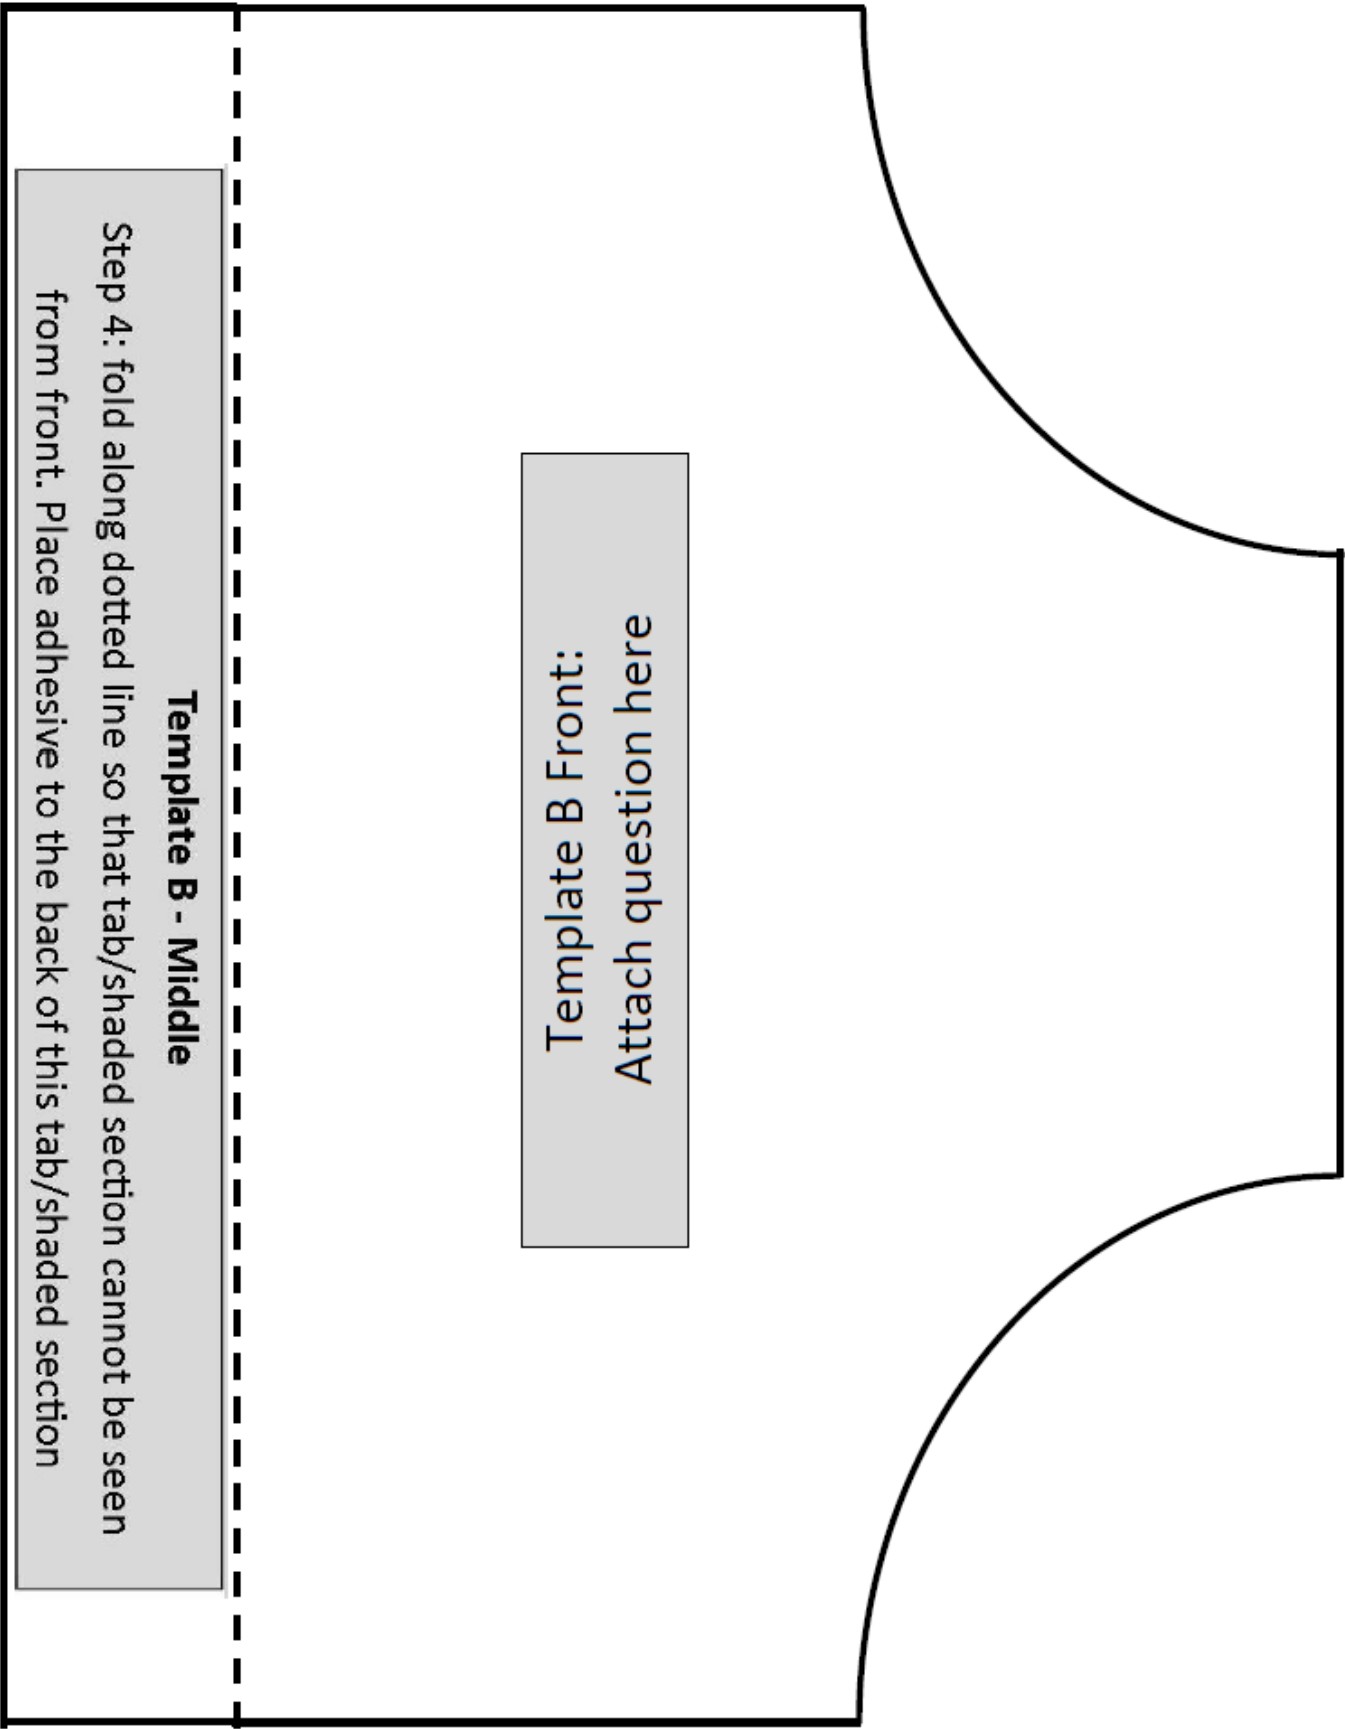 Template B - Middle
Step 4: fold along dotted line so that tab/shaded section cannot be seen
from front. Place adhesive to the back of this tab/shaded section
Template B Front:
Attach question here